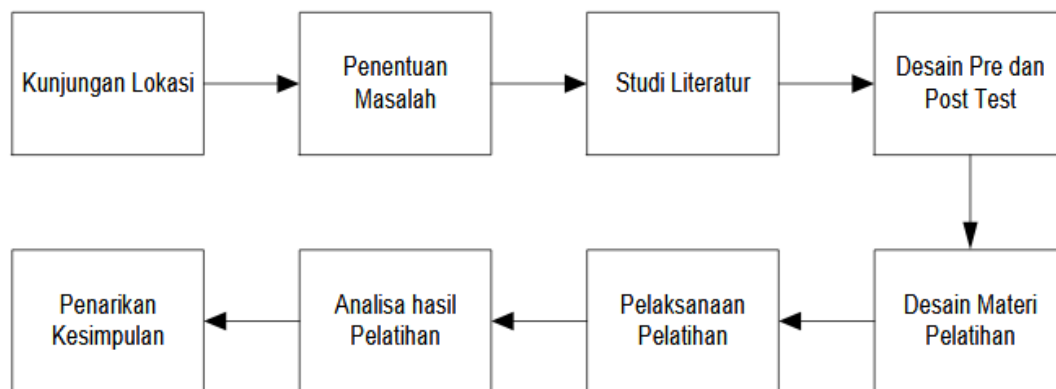 Kunjungan Lokasi
Penentuan
Masalah
Studi Literatur
Desain Pre dan
Post Test
Desain Materi
Pelatihan
Pelaksanaan
Pelatihan
Analisa hasil
Pelatihan
Penarikan
Kesimpulan